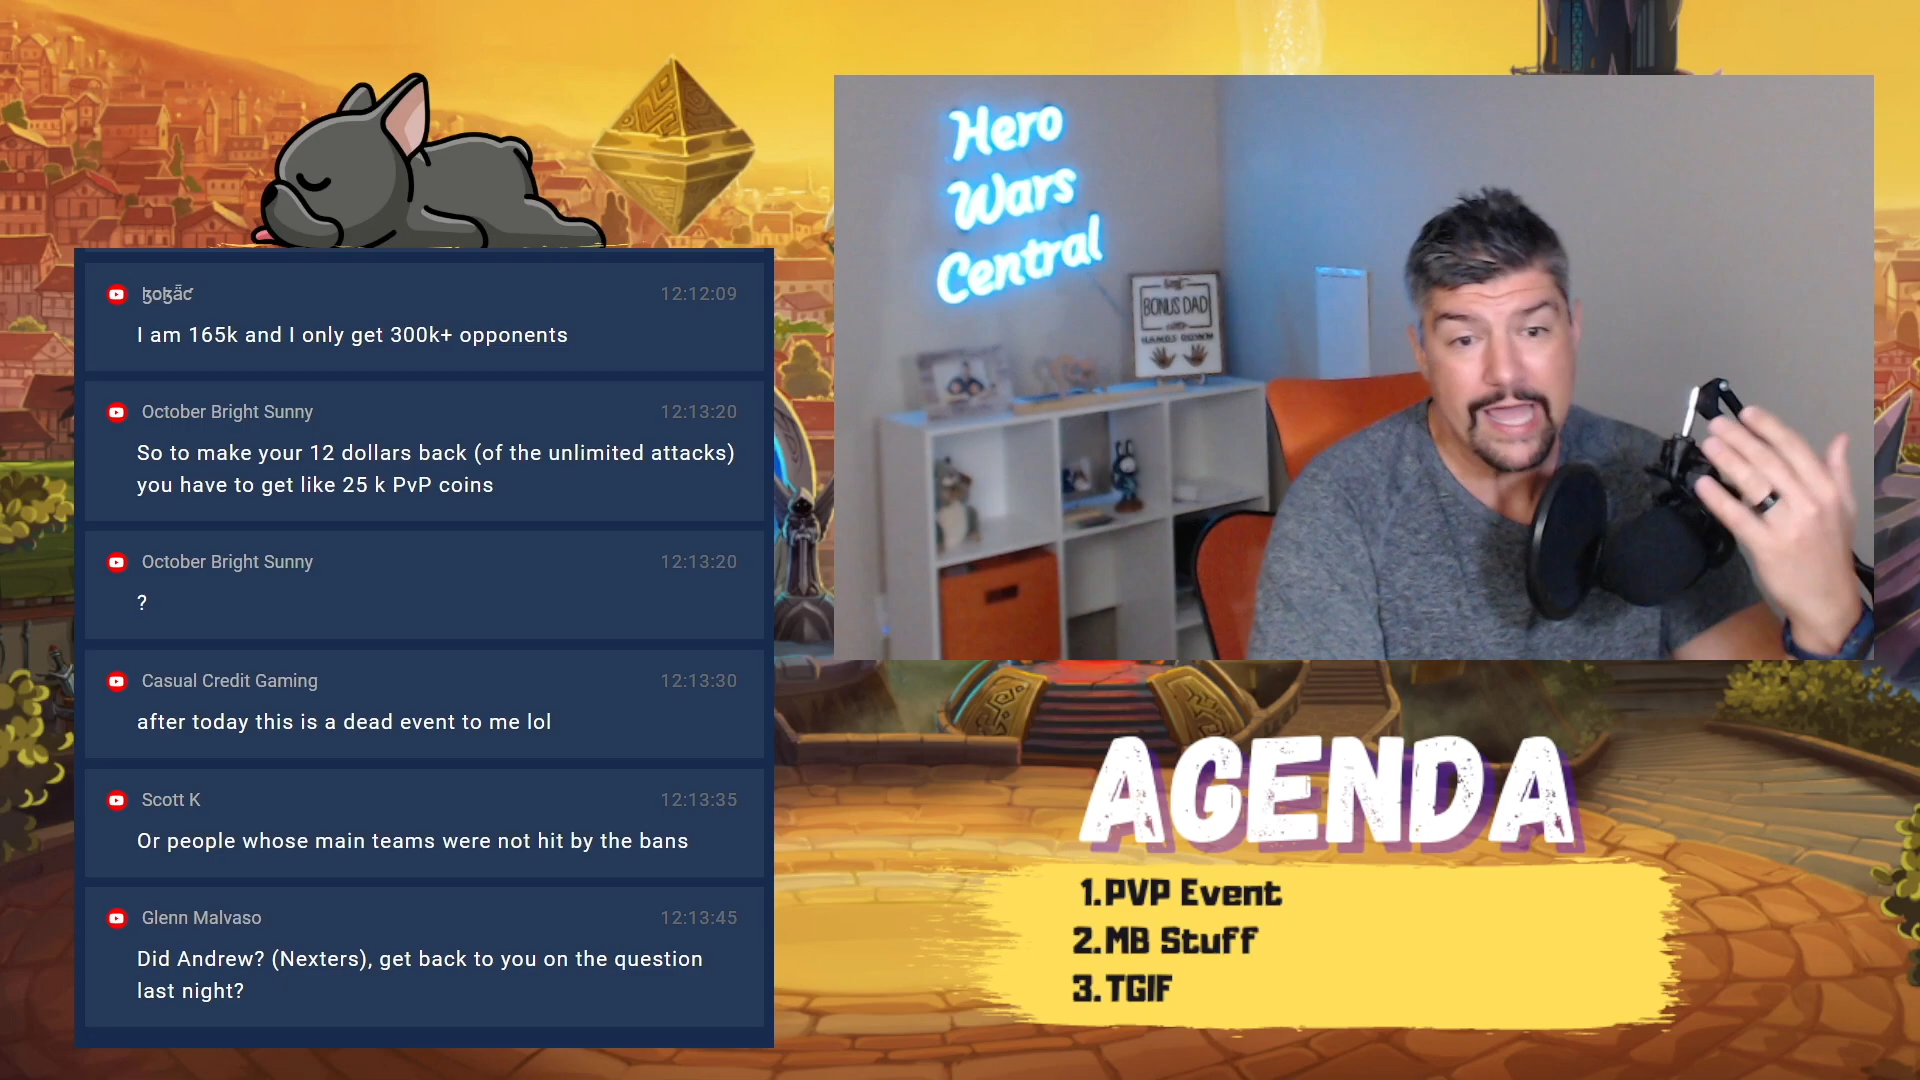 ꜩoꜩẫƈ
12:12:09
I am 165k and I only get 300k+ opponents
October Bright Sunny
12:13:20
So to make your 12 dollars back (of the unlimited attacks)
you have to get like 25 k PvP coins
October Bright Sunny
12:13:20
?
Casual Credit Gaming
12:13:30
after today this is a dead event to me lol
Scott K
12:13:35
Or people whose main teams were not hit by the bans
Glenn Malvaso
12:13:45
Did Andrew? (Nexters), get back to you on the question
last night?
Hero
Wars
Central
BONUS DAD
HANDS DOWN
AGENDA
1.PVP Event
2.MB Stuff
3.TGIF